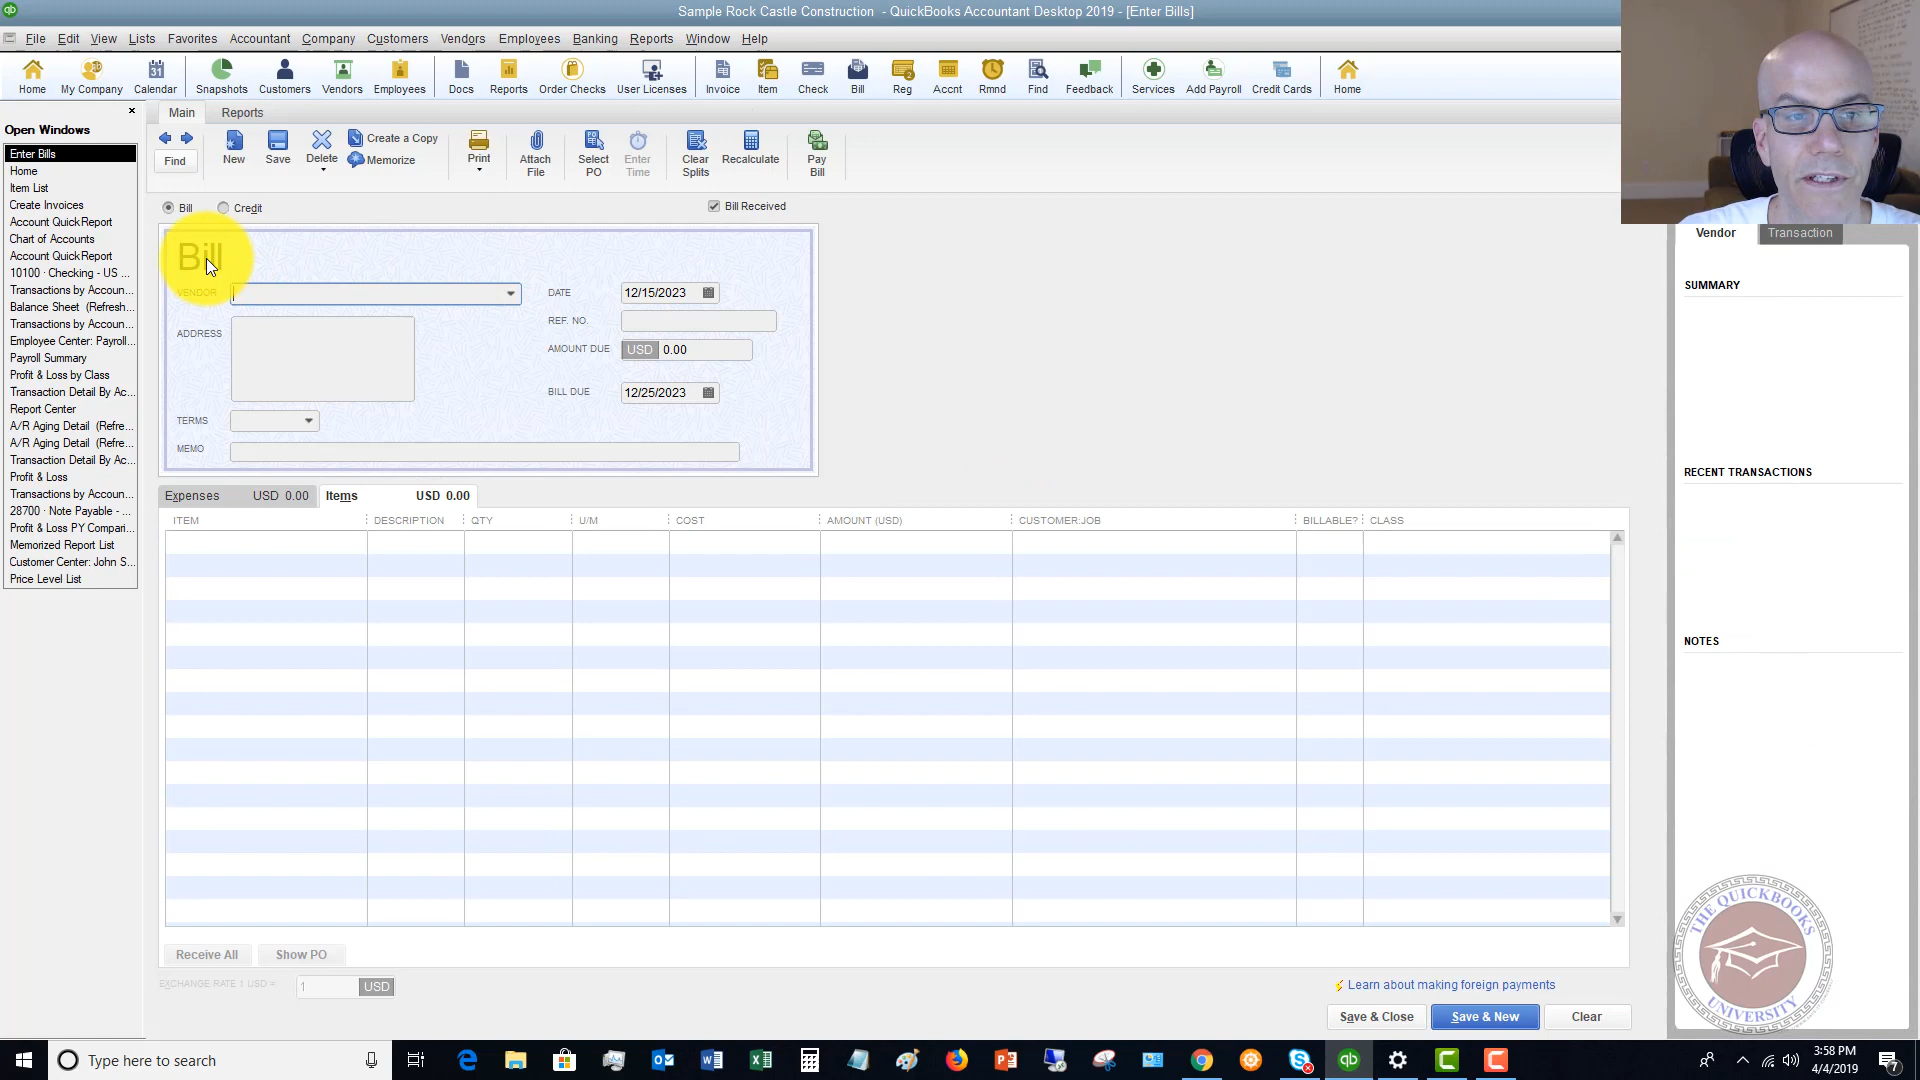 Sample Rock Castle Construction - QuickBooks Accountant Desktop 2019 - [Enter Bills]
File Edit View Lists Favorites Accountant Company Customers Vendors Employees Banking Reports Window Help
Home My Company Calendar Snapshots Customers Vendors Employees Docs Reports Order Checks User Licenses Invoice Item Check Bill Reg Accnt Rmnd Find Feedback Services Add Payroll Credit Cards Home
Open Windows
Enter Bills
Home
Item List
Create Invoices
Account QuickReport
Chart of Accounts
Account QuickReport
10100 · Checking - US ...
Transactions by Accoun...
Balance Sheet (Refresh...
Transactions by Accoun...
Employee Center: Payroll...
Payroll Summary
Profit & Loss by Class
Transaction Detail By Ac...
Report Center
A/R Aging Detail (Refre...
A/R Aging Detail (Refre...
Transaction Detail By Ac...
Profit & Loss
Transactions by Accoun...
28700 · Note Payable - ...
Profit & Loss PY Compari...
Memorized Report List
Customer Center: John S...
Price Level List
Main Reports
Find
New
Save
Delete
Create a Copy
Memorize
Print
Attach File
Select PO
Enter Time
Clear Splits
Recalculate
Pay Bill
Bill Credit Bill Received
Bill
VENDOR
ADDRESS
TERMS
MEMO
DATE 12/15/2023
REF. NO.
AMOUNT DUE USD 0.00
BILL DUE 12/25/2023
Expenses USD 0.00 Items USD 0.00
ITEM DESCRIPTION QTY U/M COST AMOUNT (USD) CUSTOMER:JOB BILLABLE? CLASS
Receive All Show PO
EXCHANGE RATE 1 USD = 1 USD
Learn about making foreign payments
Save & Close Save & New Clear
Vendor Transaction
SUMMARY
RECENT TRANSACTIONS
NOTES
THE QUICKBOOKS UNIVERSITY
Type here to search
3:58 PM
4/4/2019
7